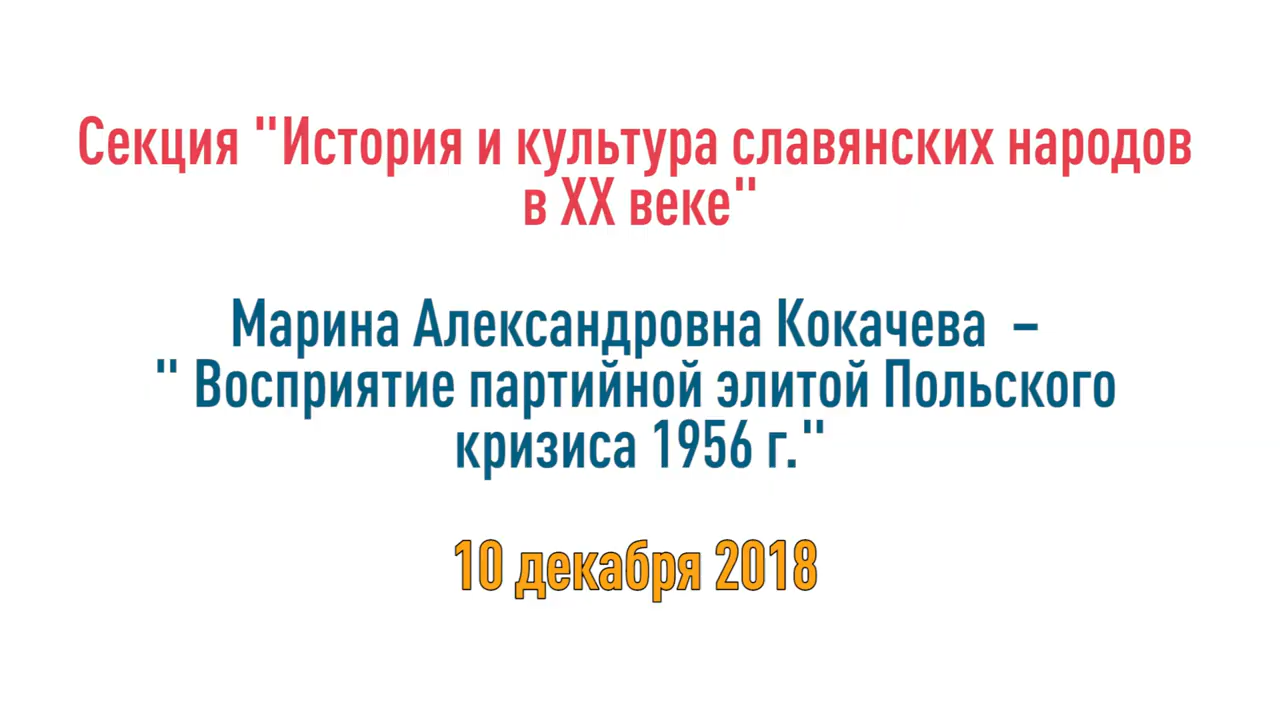 Секция "История и культура славянских народов
в XX веке"
Марина Александровна Кокачева –
" Восприятие партийной элитой Польского
кризиса 1956 г."
10 декабря 2018